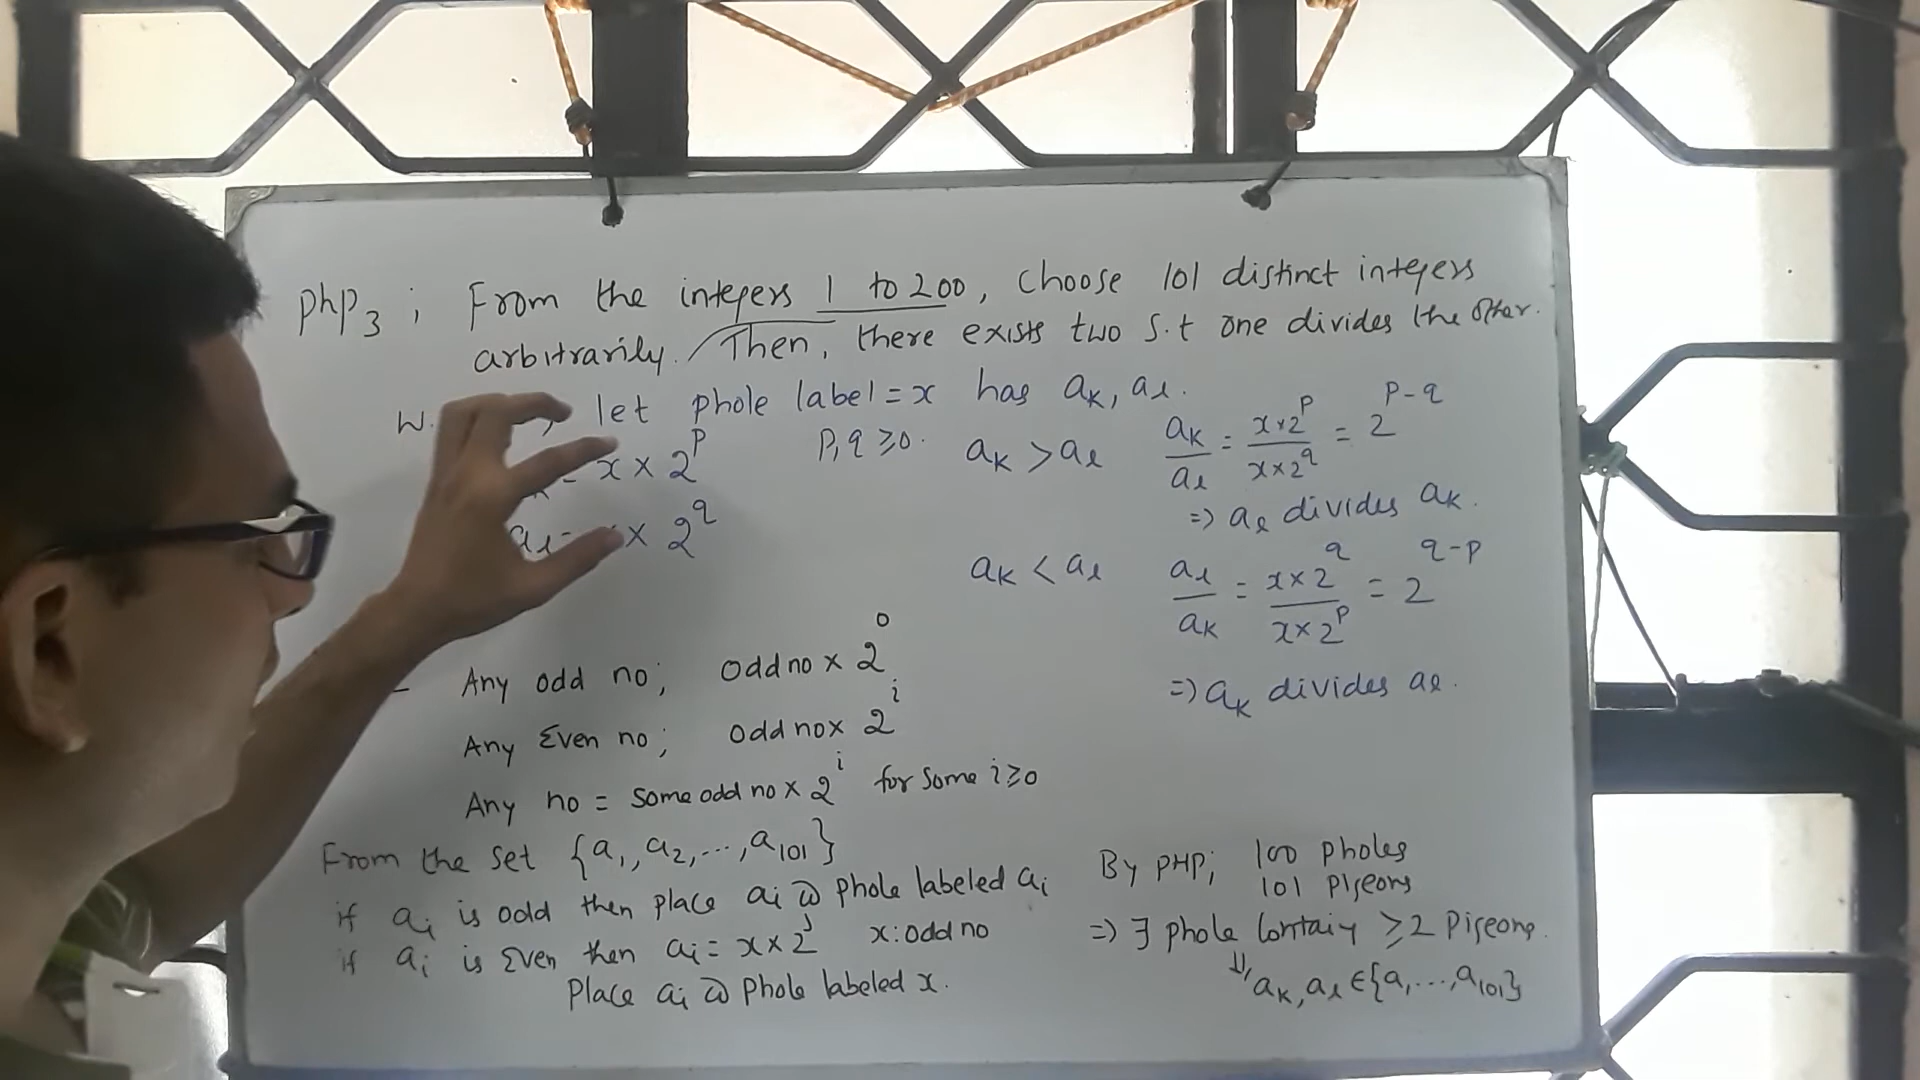 php₃ ; From the integers 1 to 200, choose 101 distinct integers
arbitrarily. Then, there exists two s.t one divides the other.
let phole label = x has aₖ, aₗ.
= x × 2^p
p, q ≥ 0.
aₗ = × 2^q
aₖ > aₗ aₖ/aₗ = x×2^p/x×2^q = 2^(p-q)
⇒ aₗ divides aₖ.
aₖ < aₗ aₗ/aₖ = x×2^q/x×2^p = 2^(q-p)
⇒ aₖ divides aₗ.
– Any odd no; odd no × 2^0
Any Even no; odd no × 2^i
Any no = some odd no × 2^i for some i ≥ 0
From the set {a₁, a₂, ..., a₁₀₁}
if aᵢ is odd then place aᵢ @ phole labeled aᵢ
if aᵢ is Even then aᵢ = x × 2^j x: odd no
Place aᵢ @ Phole labeled x.
By PHP; 100 pholes
101 Pigeons
⇒ ∃ phole ≥ 2 Pigeons.
⇓ aₖ, aₗ ∈ {a₁, ..., a₁₀₁}